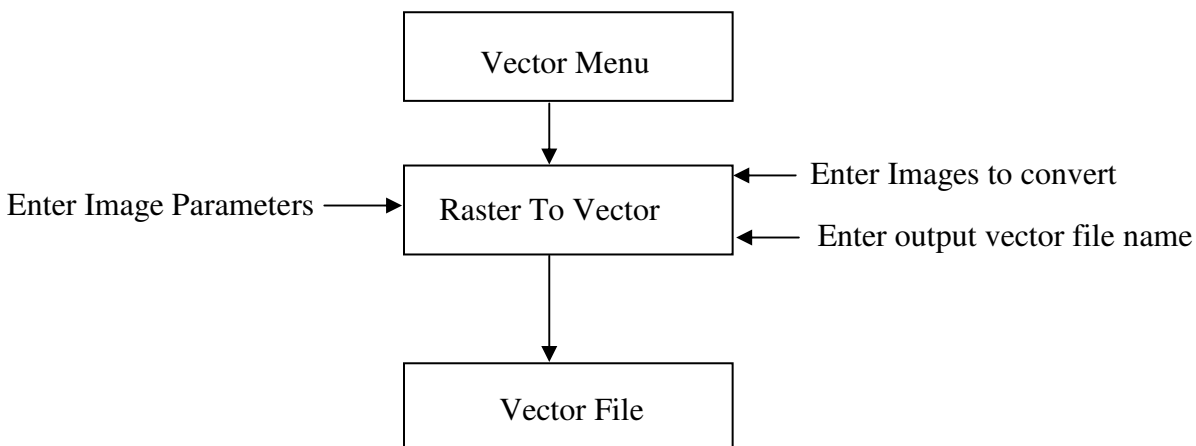 Vector Menu
Enter Images to convert
Enter Image Parameters
Raster To Vector
Enter output vector file name
Vector File